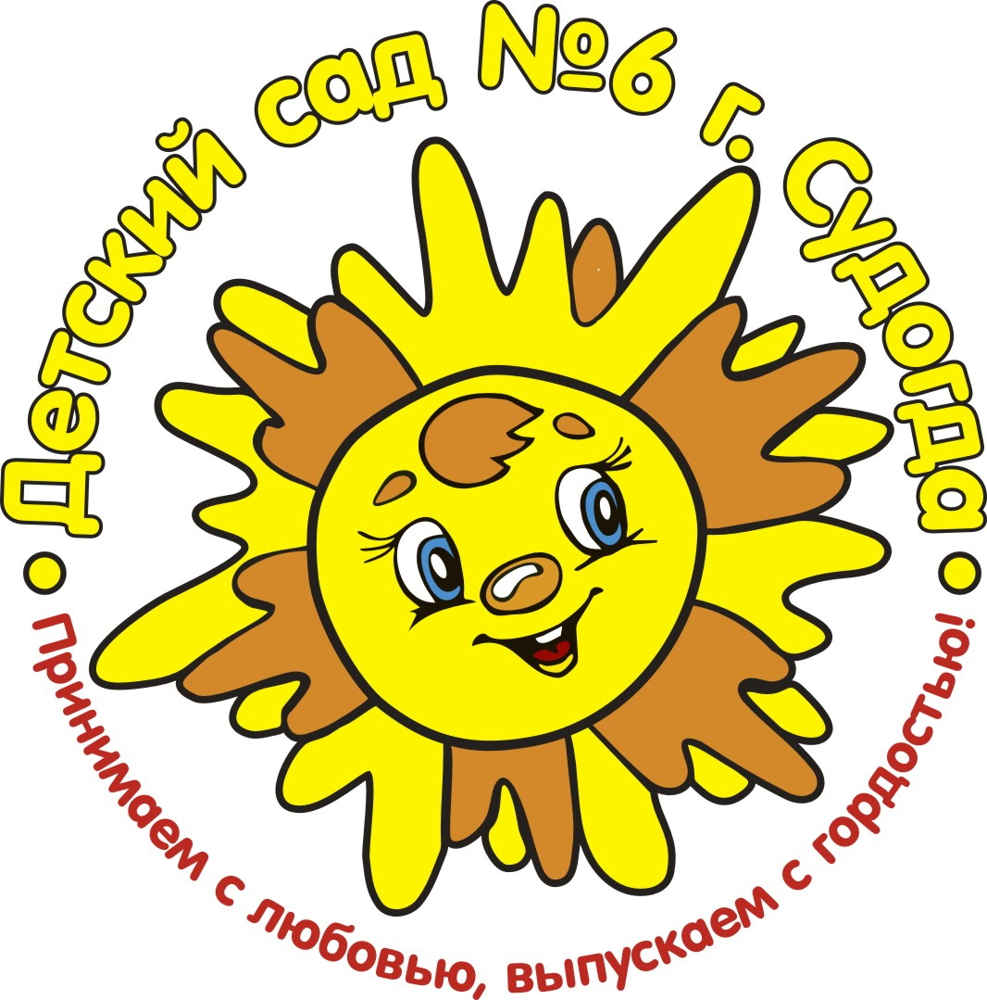 Детский сад №6 г. Судогда
Принимаем с любовью, выпускаем с гордостью!